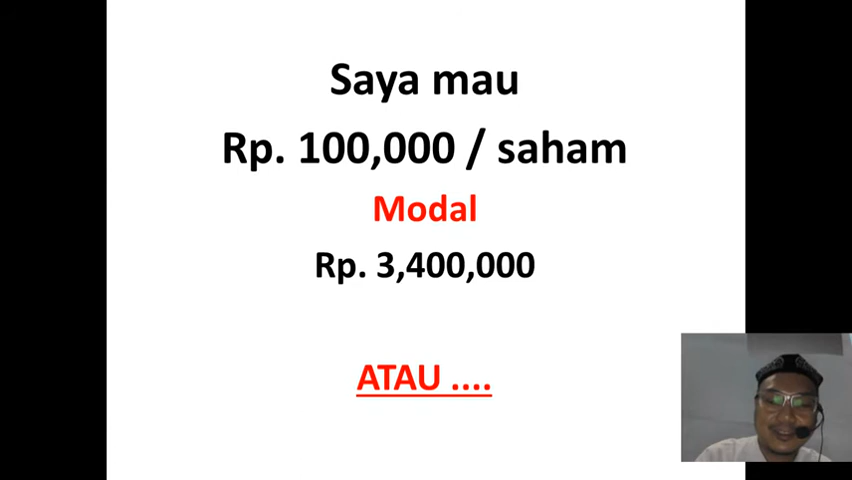 Saya mau
Rp. 100,000 / saham
Modal
Rp. 3,400,000
ATAU ....